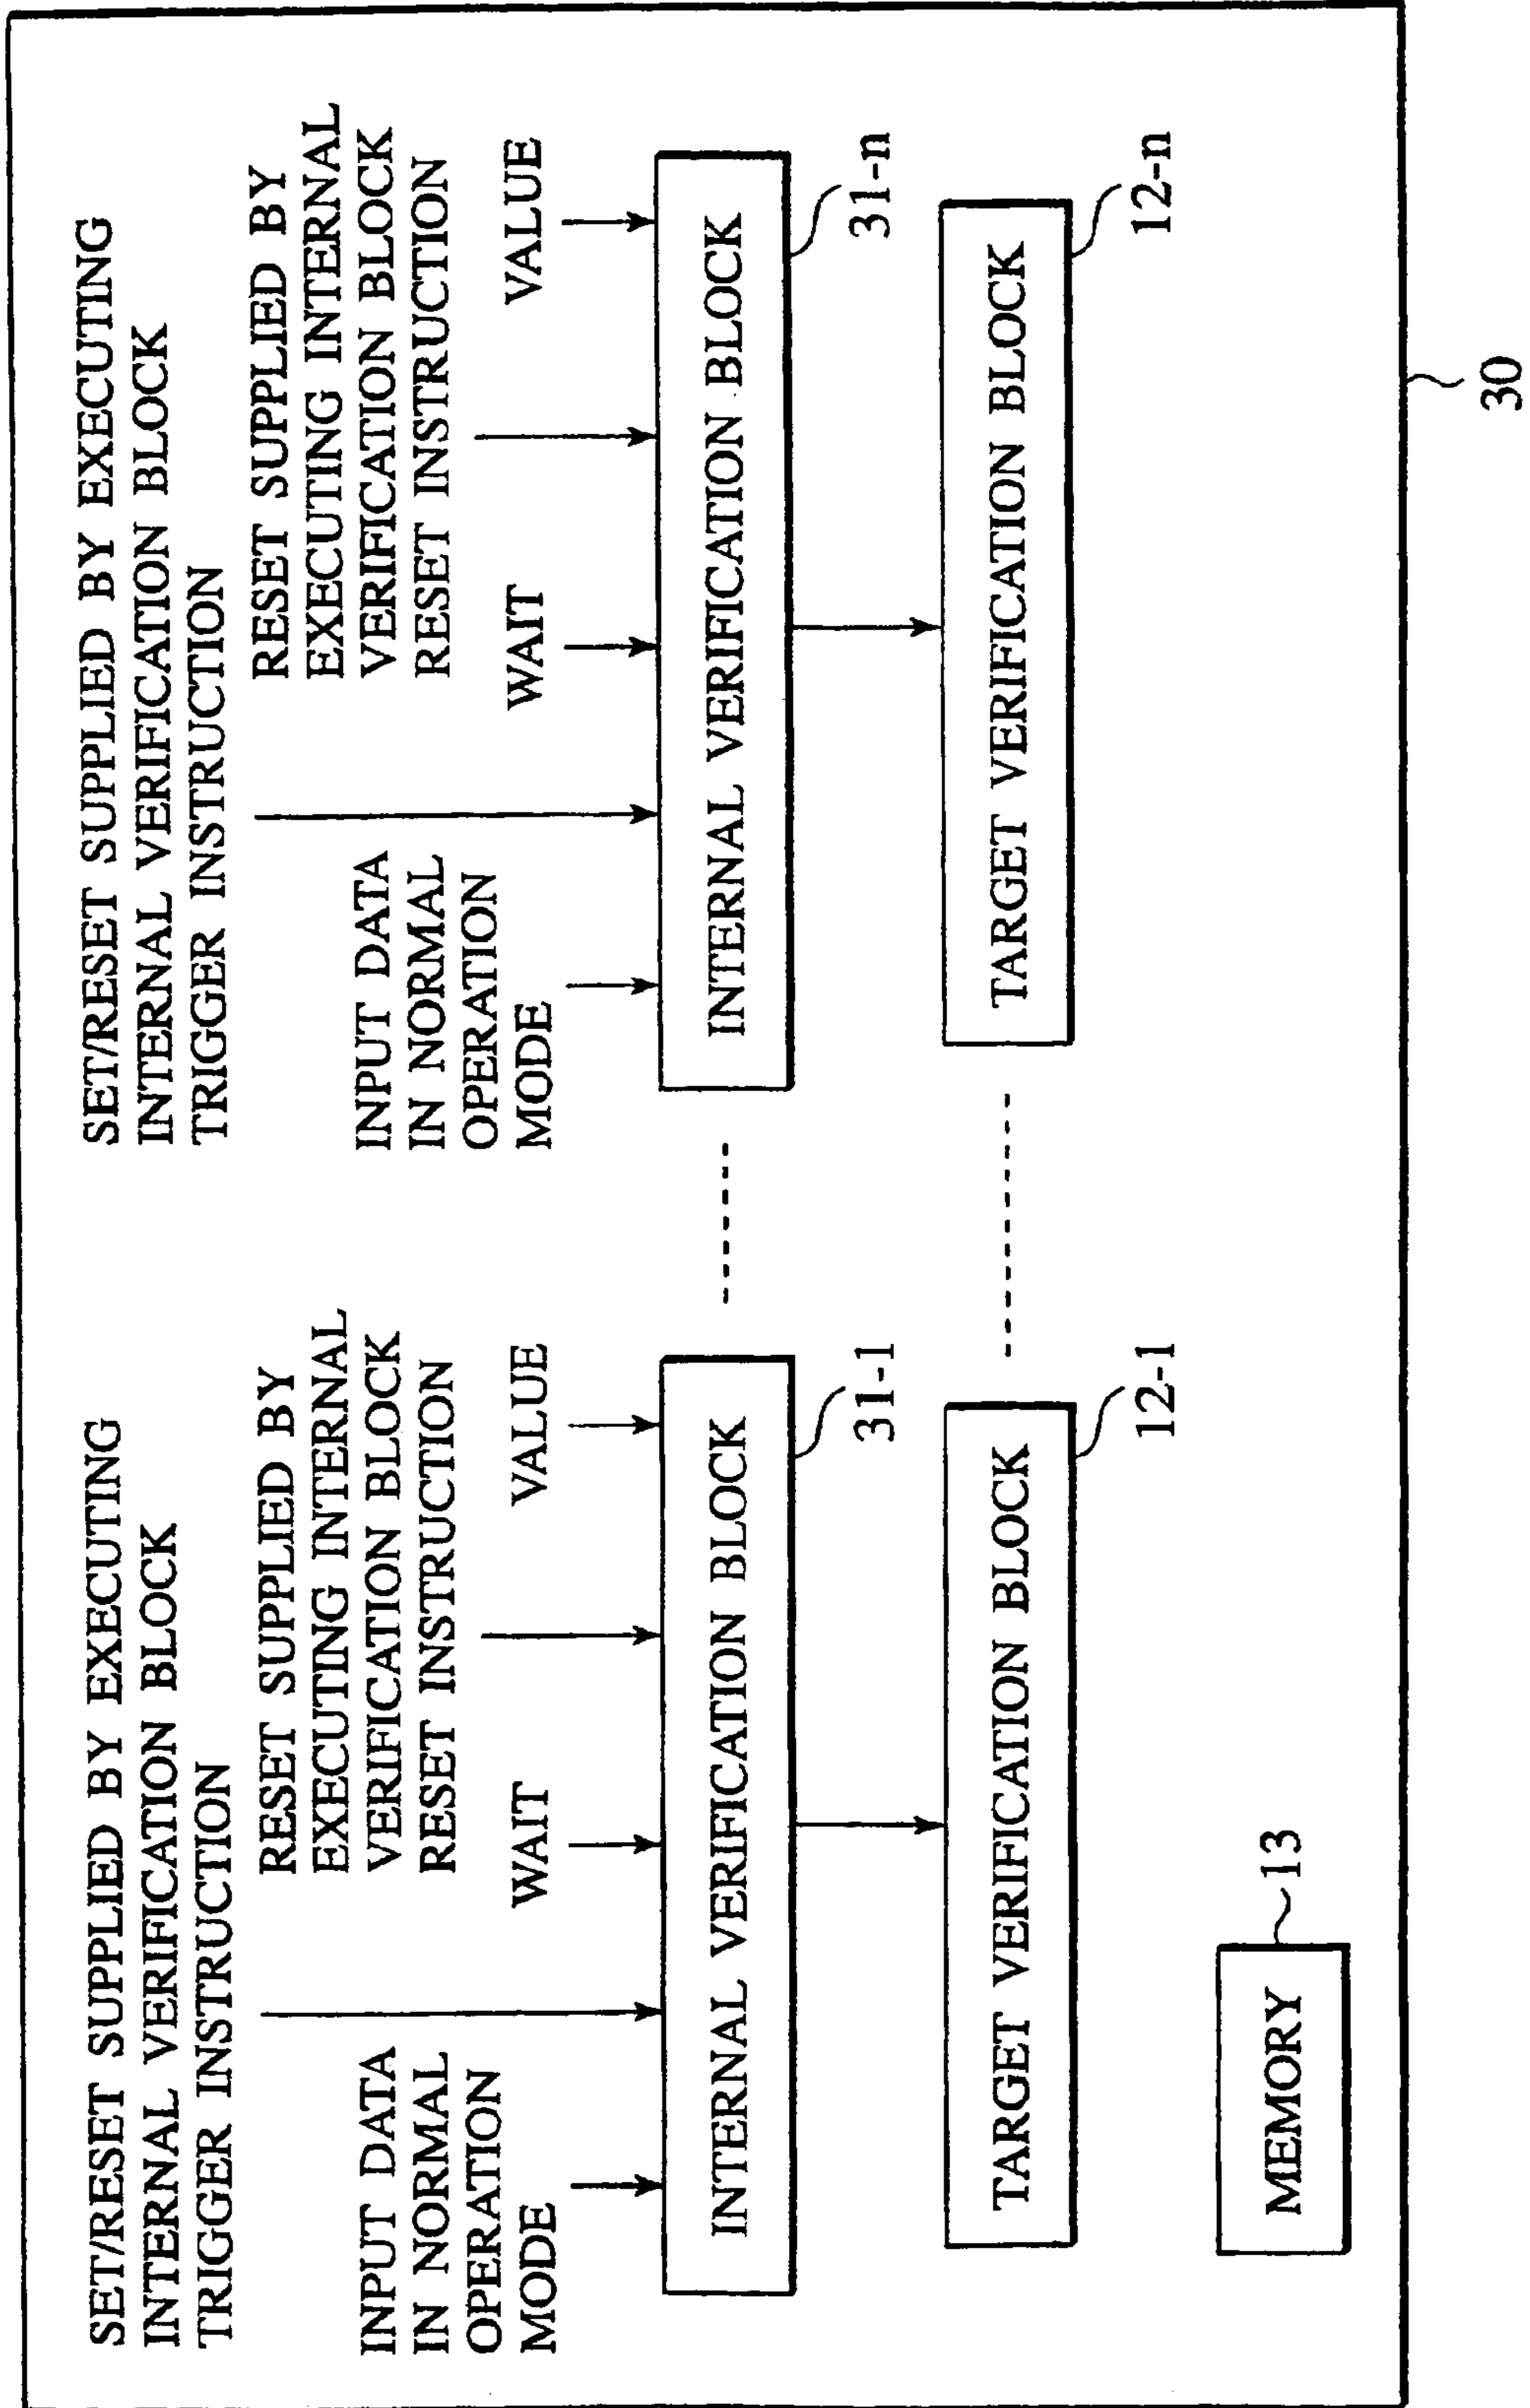 SET/RESET SUPPLIED BY EXECUTING
INTERNAL VERIFICATION BLOCK
TRIGGER INSTRUCTION
RESET SUPPLIED BY
EXECUTING INTERNAL
VERIFICATION BLOCK
RESET INSTRUCTION
INPUT DATA
IN NORMAL
OPERATION
MODE
WAIT
VALUE
INTERNAL VERIFICATION BLOCK
31-1
TARGET VERIFICATION BLOCK
12-1
MEMORY
13
SET/RESET SUPPLIED BY EXECUTING
INTERNAL VERIFICATION BLOCK
TRIGGER INSTRUCTION
RESET SUPPLIED BY
EXECUTING INTERNAL
VERIFICATION BLOCK
RESET INSTRUCTION
INPUT DATA
IN NORMAL
OPERATION
MODE
WAIT
VALUE
INTERNAL VERIFICATION BLOCK
31-n
TARGET VERIFICATION BLOCK
12-n
30